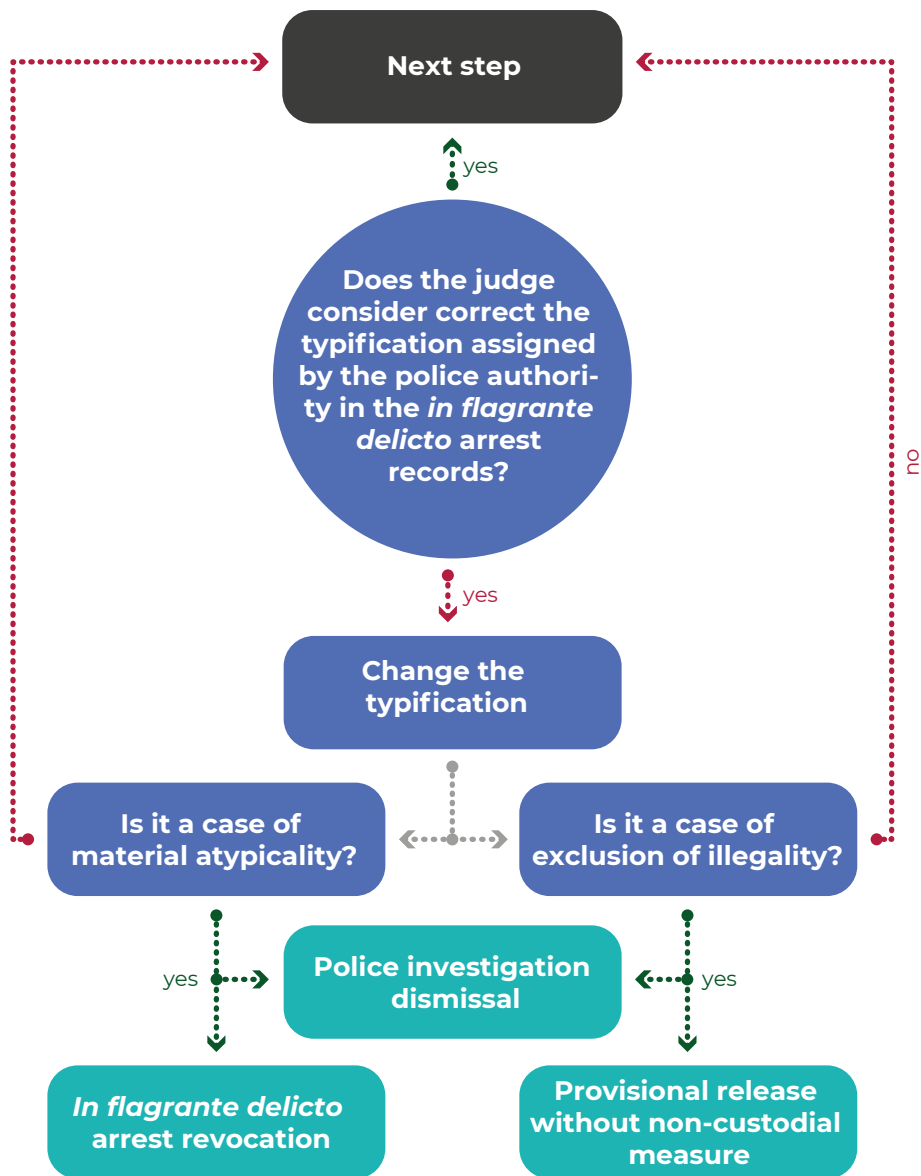 Next step
yes
Does the judge
consider correct the
typification assigned
by the police authori-
ty in the in flagrante
delicto arrest
records?
no
yes
Change the
typification
Is it a case of
material atypicality?
Is it a case of
exclusion of illegality?
yes
Police investigation
dismissal
yes
In flagrante delicto
arrest revocation
Provisional release
without non-custodial
measure